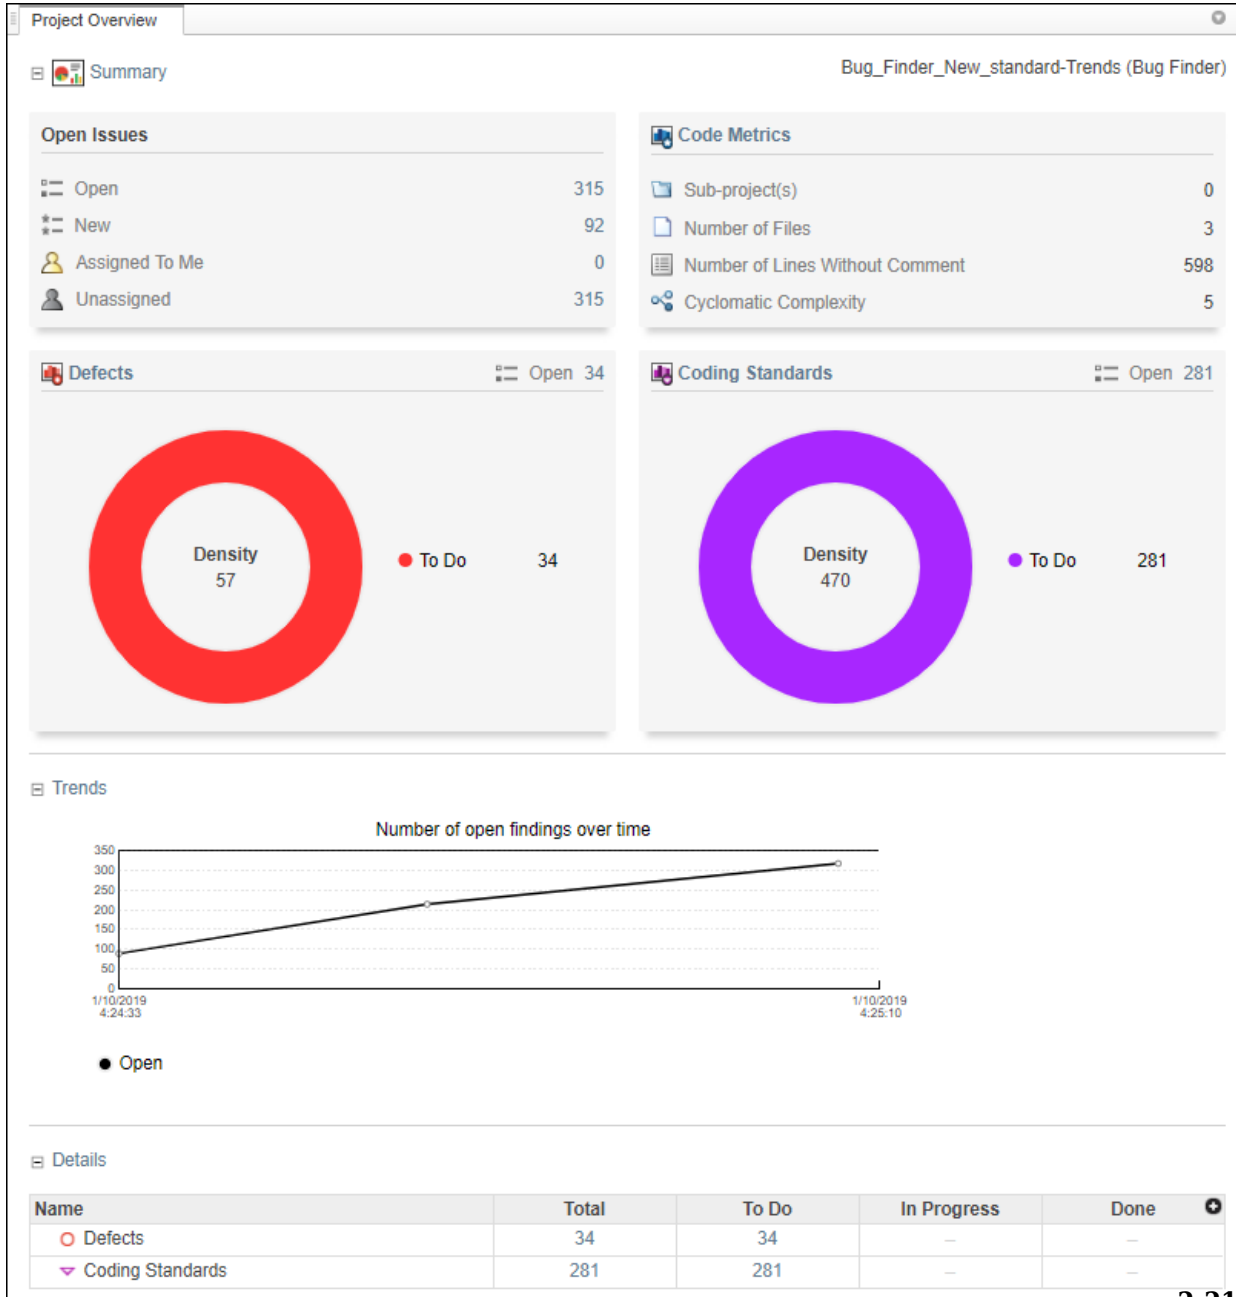 Project Overview
Summary
Bug_Finder_New_standard-Trends (Bug Finder)
Open Issues
Open 315
New 92
Assigned To Me 0
Unassigned 315
Code Metrics
Sub-project(s) 0
Number of Files 3
Number of Lines Without Comment 598
Cyclomatic Complexity 5
Defects Open 34
Density
57
To Do 34
Coding Standards Open 281
Density
470
To Do 281
Trends
Number of open findings over time
350
300
250
200
150
100
50
0
1/10/2019
4:24:33
1/10/2019
4:25:10
Open
Details
Name Total To Do In Progress Done
Defects 34 34 – –
Coding Standards 281 281 – –